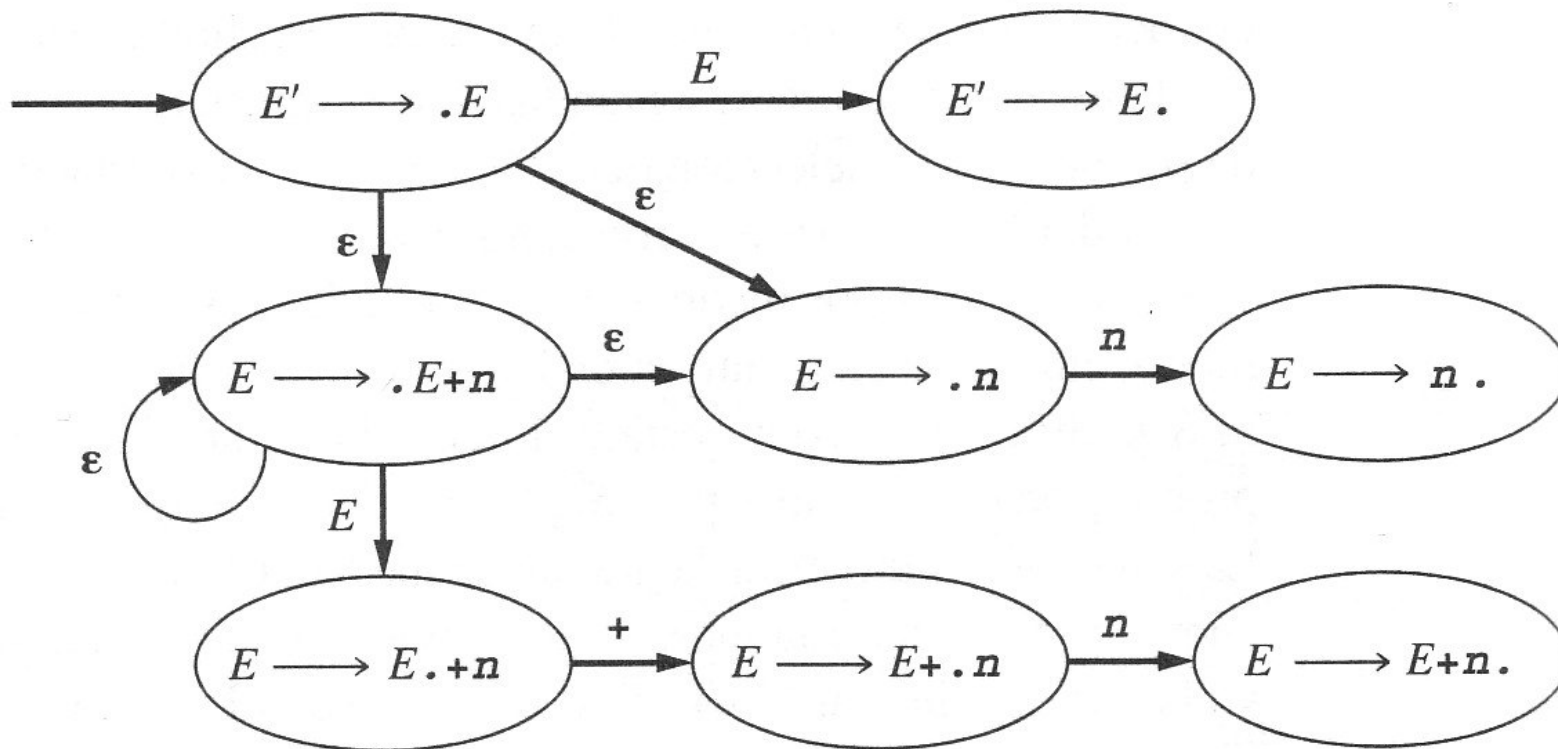 E' ⟶ .E
E
E' ⟶ E.
ε
ε
E ⟶ .E+n
ε
E ⟶ .n
n
E ⟶ n.
ε
E
E ⟶ E.+n
+
E ⟶ E+.n
n
E ⟶ E+n.